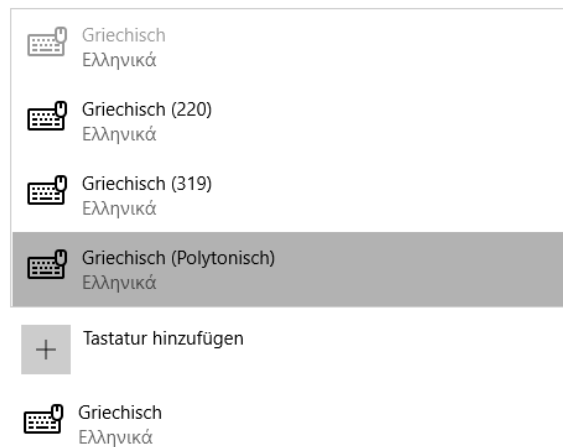 Griechisch
Ελληνικά
Griechisch (220)
Ελληνικά
Griechisch (319)
Ελληνικά
Griechisch (Polytonisch)
Ελληνικά
Tastatur hinzufügen
Griechisch
Ελληνικά